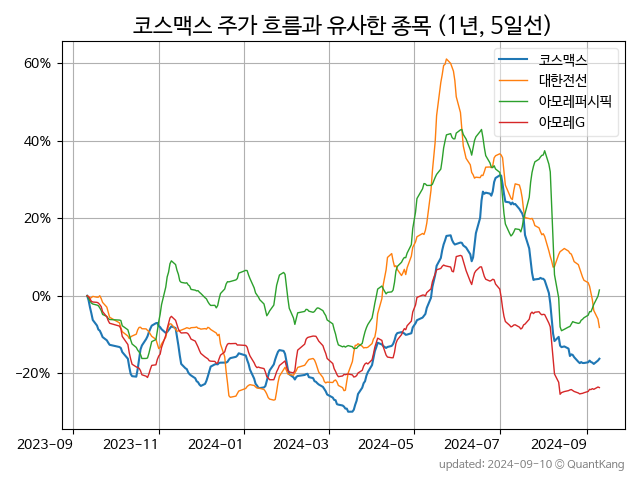 코스맥스 주가 흐름과 유사한 종목 (1년, 5일선)
코스맥스
대한전선
아모레퍼시픽
아모레G
60%
40%
20%
0%
−20%
2023-09
2023-11
2024-01
2024-03
2024-05
2024-07
2024-09
updated: 2024-09-10 © QuantKang